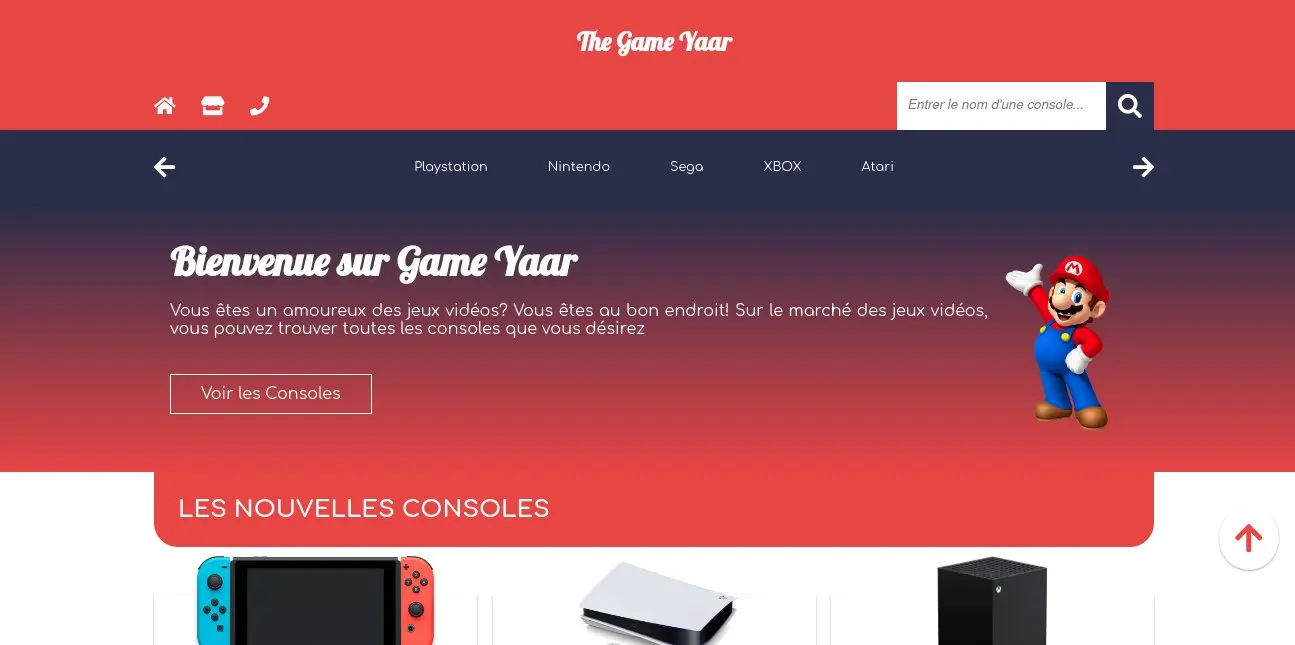 The Game Yaar
Entrer le nom d'une console...
Playstation
Nintendo
Sega
XBOX
Atari
Bienvenue sur Game Yaar
Vous êtes un amoureux des jeux vidéos? Vous êtes au bon endroit! Sur le marché des jeux vidéos,
vous pouvez trouver toutes les consoles que vous désirez
Voir les Consoles
LES NOUVELLES CONSOLES